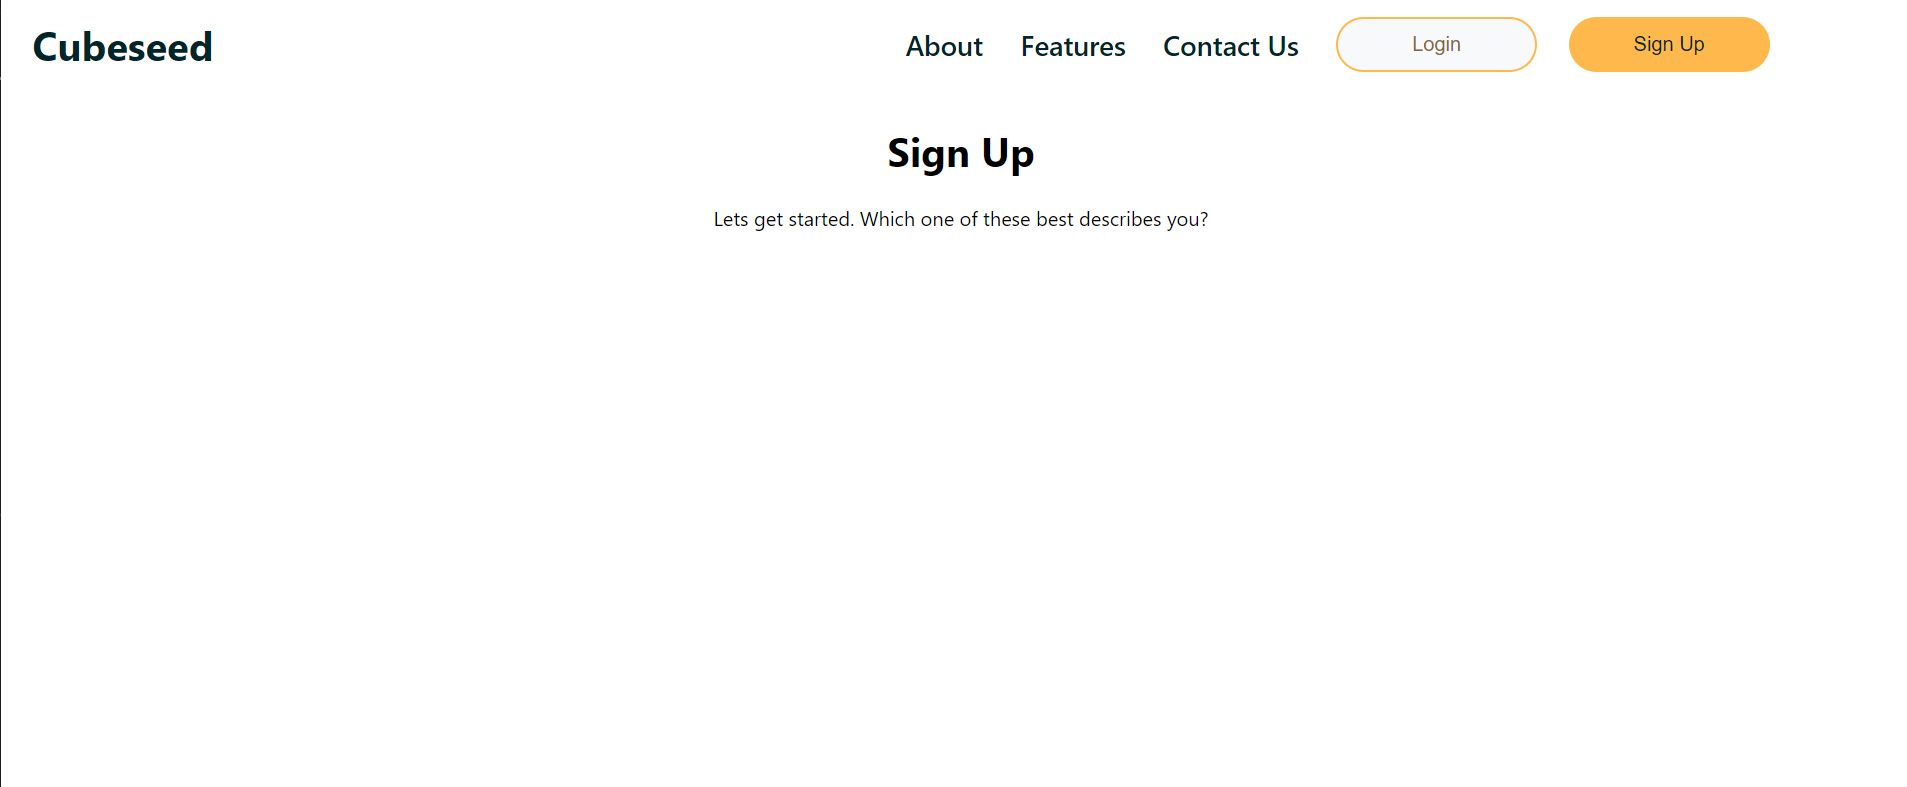 Cubeseed
About Features Contact Us Login Sign Up
Sign Up
Lets get started. Which one of these best describes you?